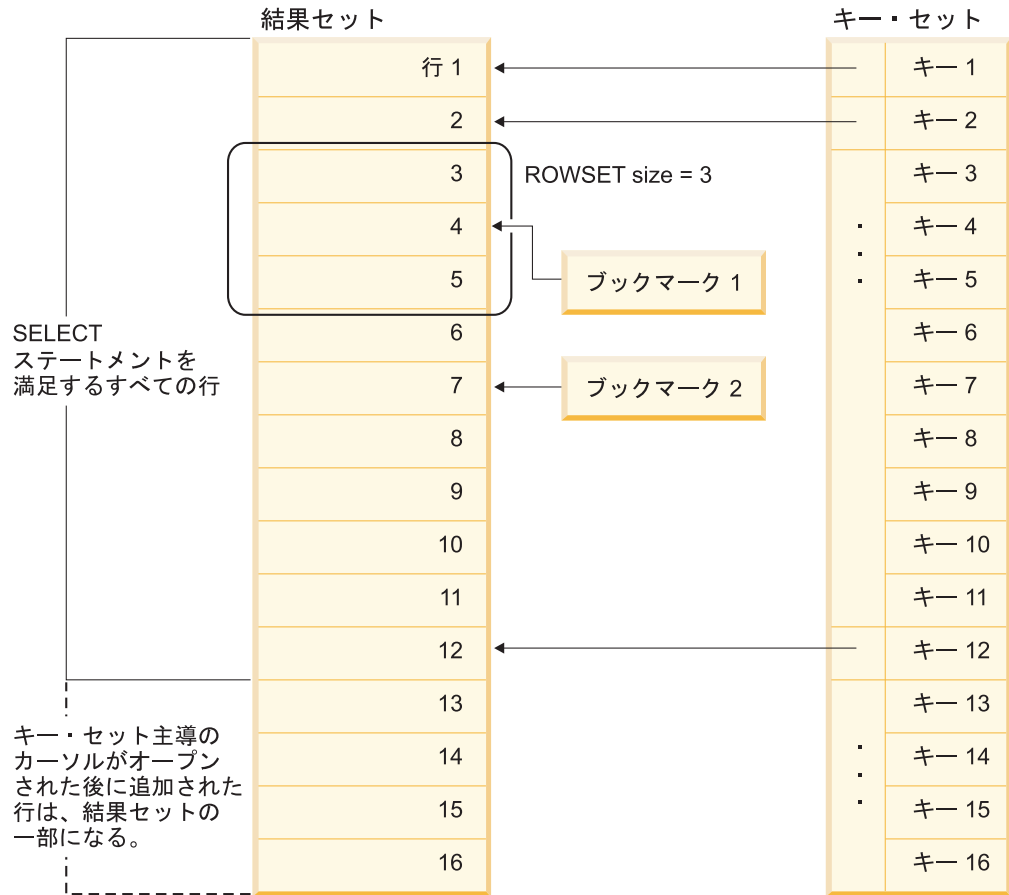 結果セット
キー・セット
行 1
キー 1
2
キー 2
3
ROWSET size = 3
キー 3
4
キー 4
5
ブックマーク 1
キー 5
SELECT
ステートメントを
満足するすべての行
6
キー 6
7
ブックマーク 2
キー 7
8
キー 8
9
キー 9
10
キー 10
11
キー 11
12
キー 12
13
キー 13
キー・セット主導の
カーソルがオープン
された後に追加された
行は、結果セットの
一部になる。
14
キー 14
15
キー 15
16
キー 16